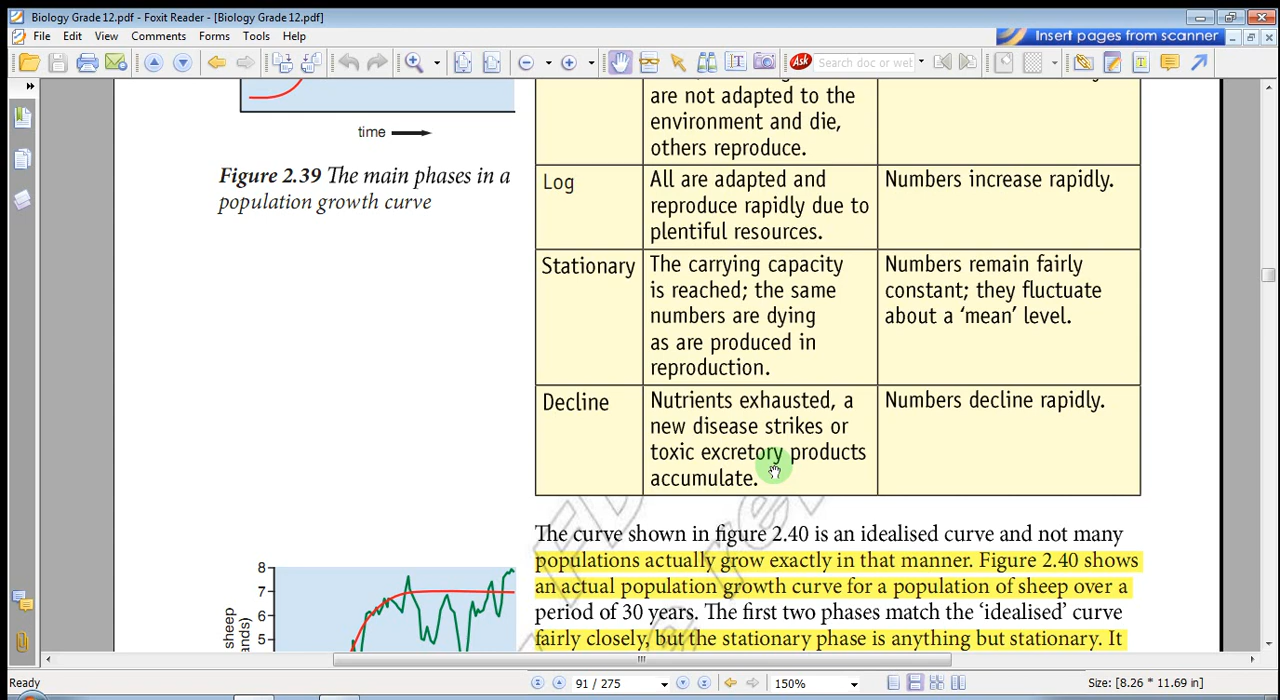 Biology Grade 12.pdf - Foxit Reader - [Biology Grade 12.pdf]
File Edit View Comments Forms Tools Help
Insert pages from scanner
Ask Search doc or wel
time
Figure 2.39 The main phases in a
population growth curve
are not adapted to the
environment and die,
others reproduce.
Log
All are adapted and
reproduce rapidly due to
plentiful resources.
Numbers increase rapidly.
Stationary
The carrying capacity
is reached; the same
numbers are dying
as are produced in
reproduction.
Numbers remain fairly
constant; they fluctuate
about a ‘mean’ level.
Decline
Nutrients exhausted, a
new disease strikes or
toxic excretory products
accumulate.
Numbers decline rapidly.
The curve shown in figure 2.40 is an idealised curve and not many
populations actually grow exactly in that manner. Figure 2.40 shows
an actual population growth curve for a population of sheep over a
period of 30 years. The first two phases match the ‘idealised’ curve
fairly closely, but the stationary phase is anything but stationary. It
8
7
6
5
sheep
Ready
91 / 275
150%
Size: [8.26 * 11.69 in]